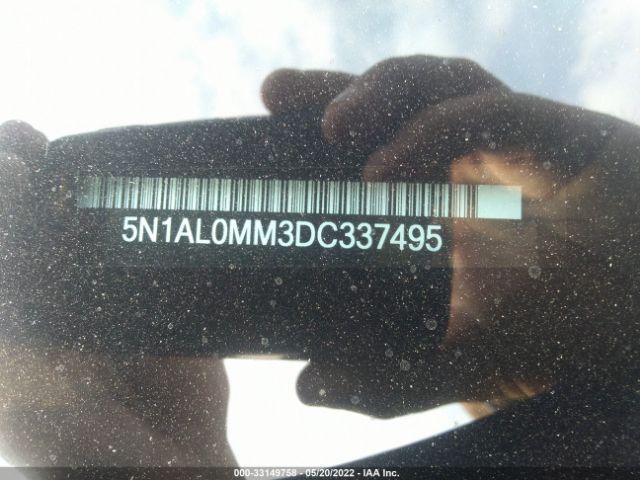 5N1AL0MM3DC337495
000-33149758 — 05/20/2022 — IAA Inc.